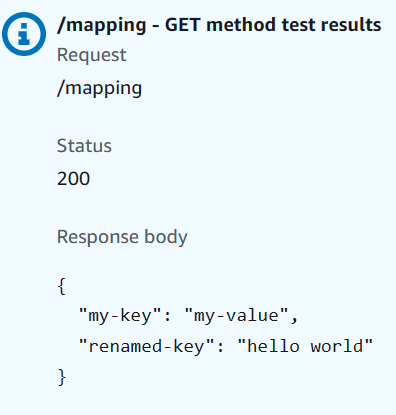 /mapping - GET method test results
Request
/mapping
Status
200
Response body
{
  "my-key": "my-value",
  "renamed-key": "hello world"
}